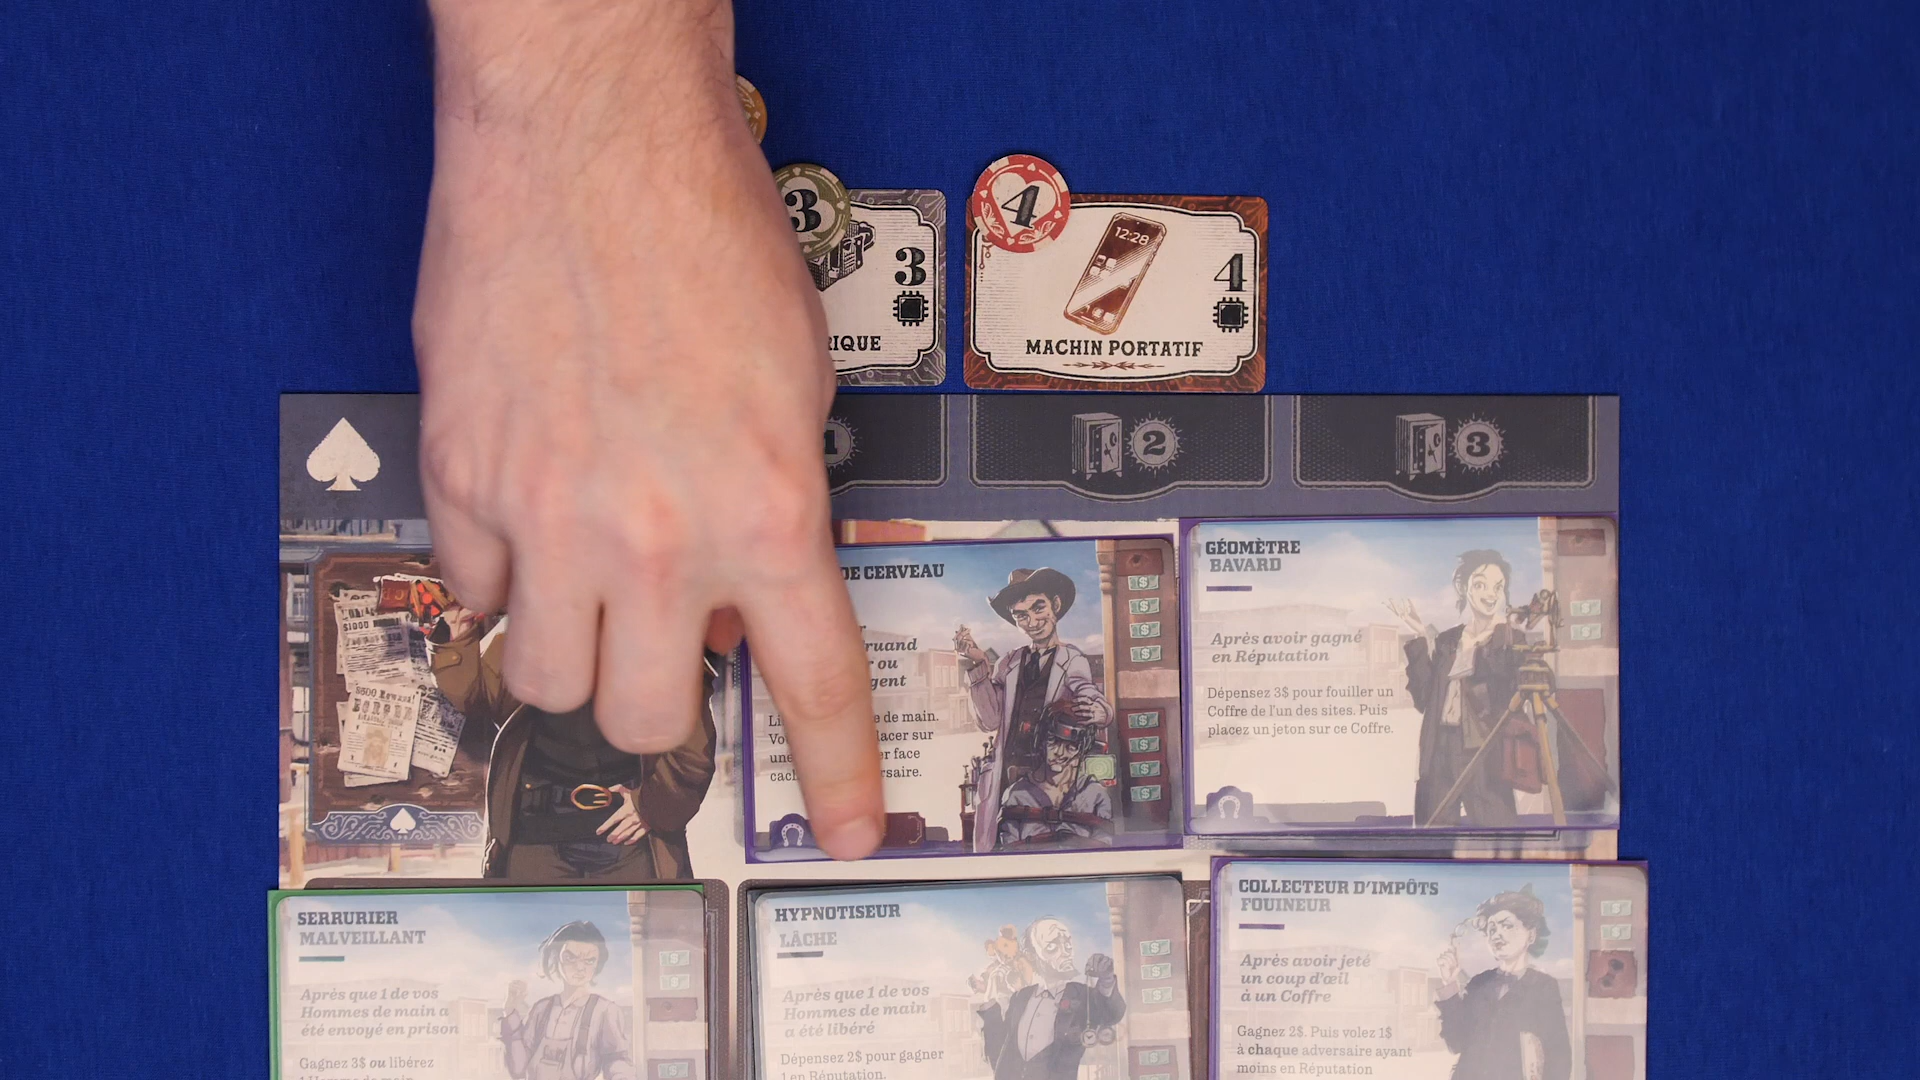 3
3
RIQUE
4
12:28
4
MACHIN PORTATIF
1
2
3
$1000
DE CERVEAU
ruand
ou
gent
e de main.
lacer sur
une er face
cac rsaire.
GÉOMÈTRE
BAVARD
Après avoir gagné
en Réputation
Dépensez 3$ pour fouiller un
Coffre de l'un des sites. Puis
placez un jeton sur ce Coffre.
SERRURIER
MALVEILLANT
Après que 1 de vos
Hommes de main a
été envoyé en prison
Gagnez 3$ ou libérez
HYPNOTISEUR
LÂCHE
Après que 1 de vos
Hommes de main
a été libéré
Dépensez 2$ pour gagner
1 en Réputation.
COLLECTEUR D'IMPÔTS
FOUINEUR
Après avoir jeté
un coup d'œil
à un Coffre
Gagnez 2$. Puis volez 1$
à chaque adversaire ayant
moins en Réputation